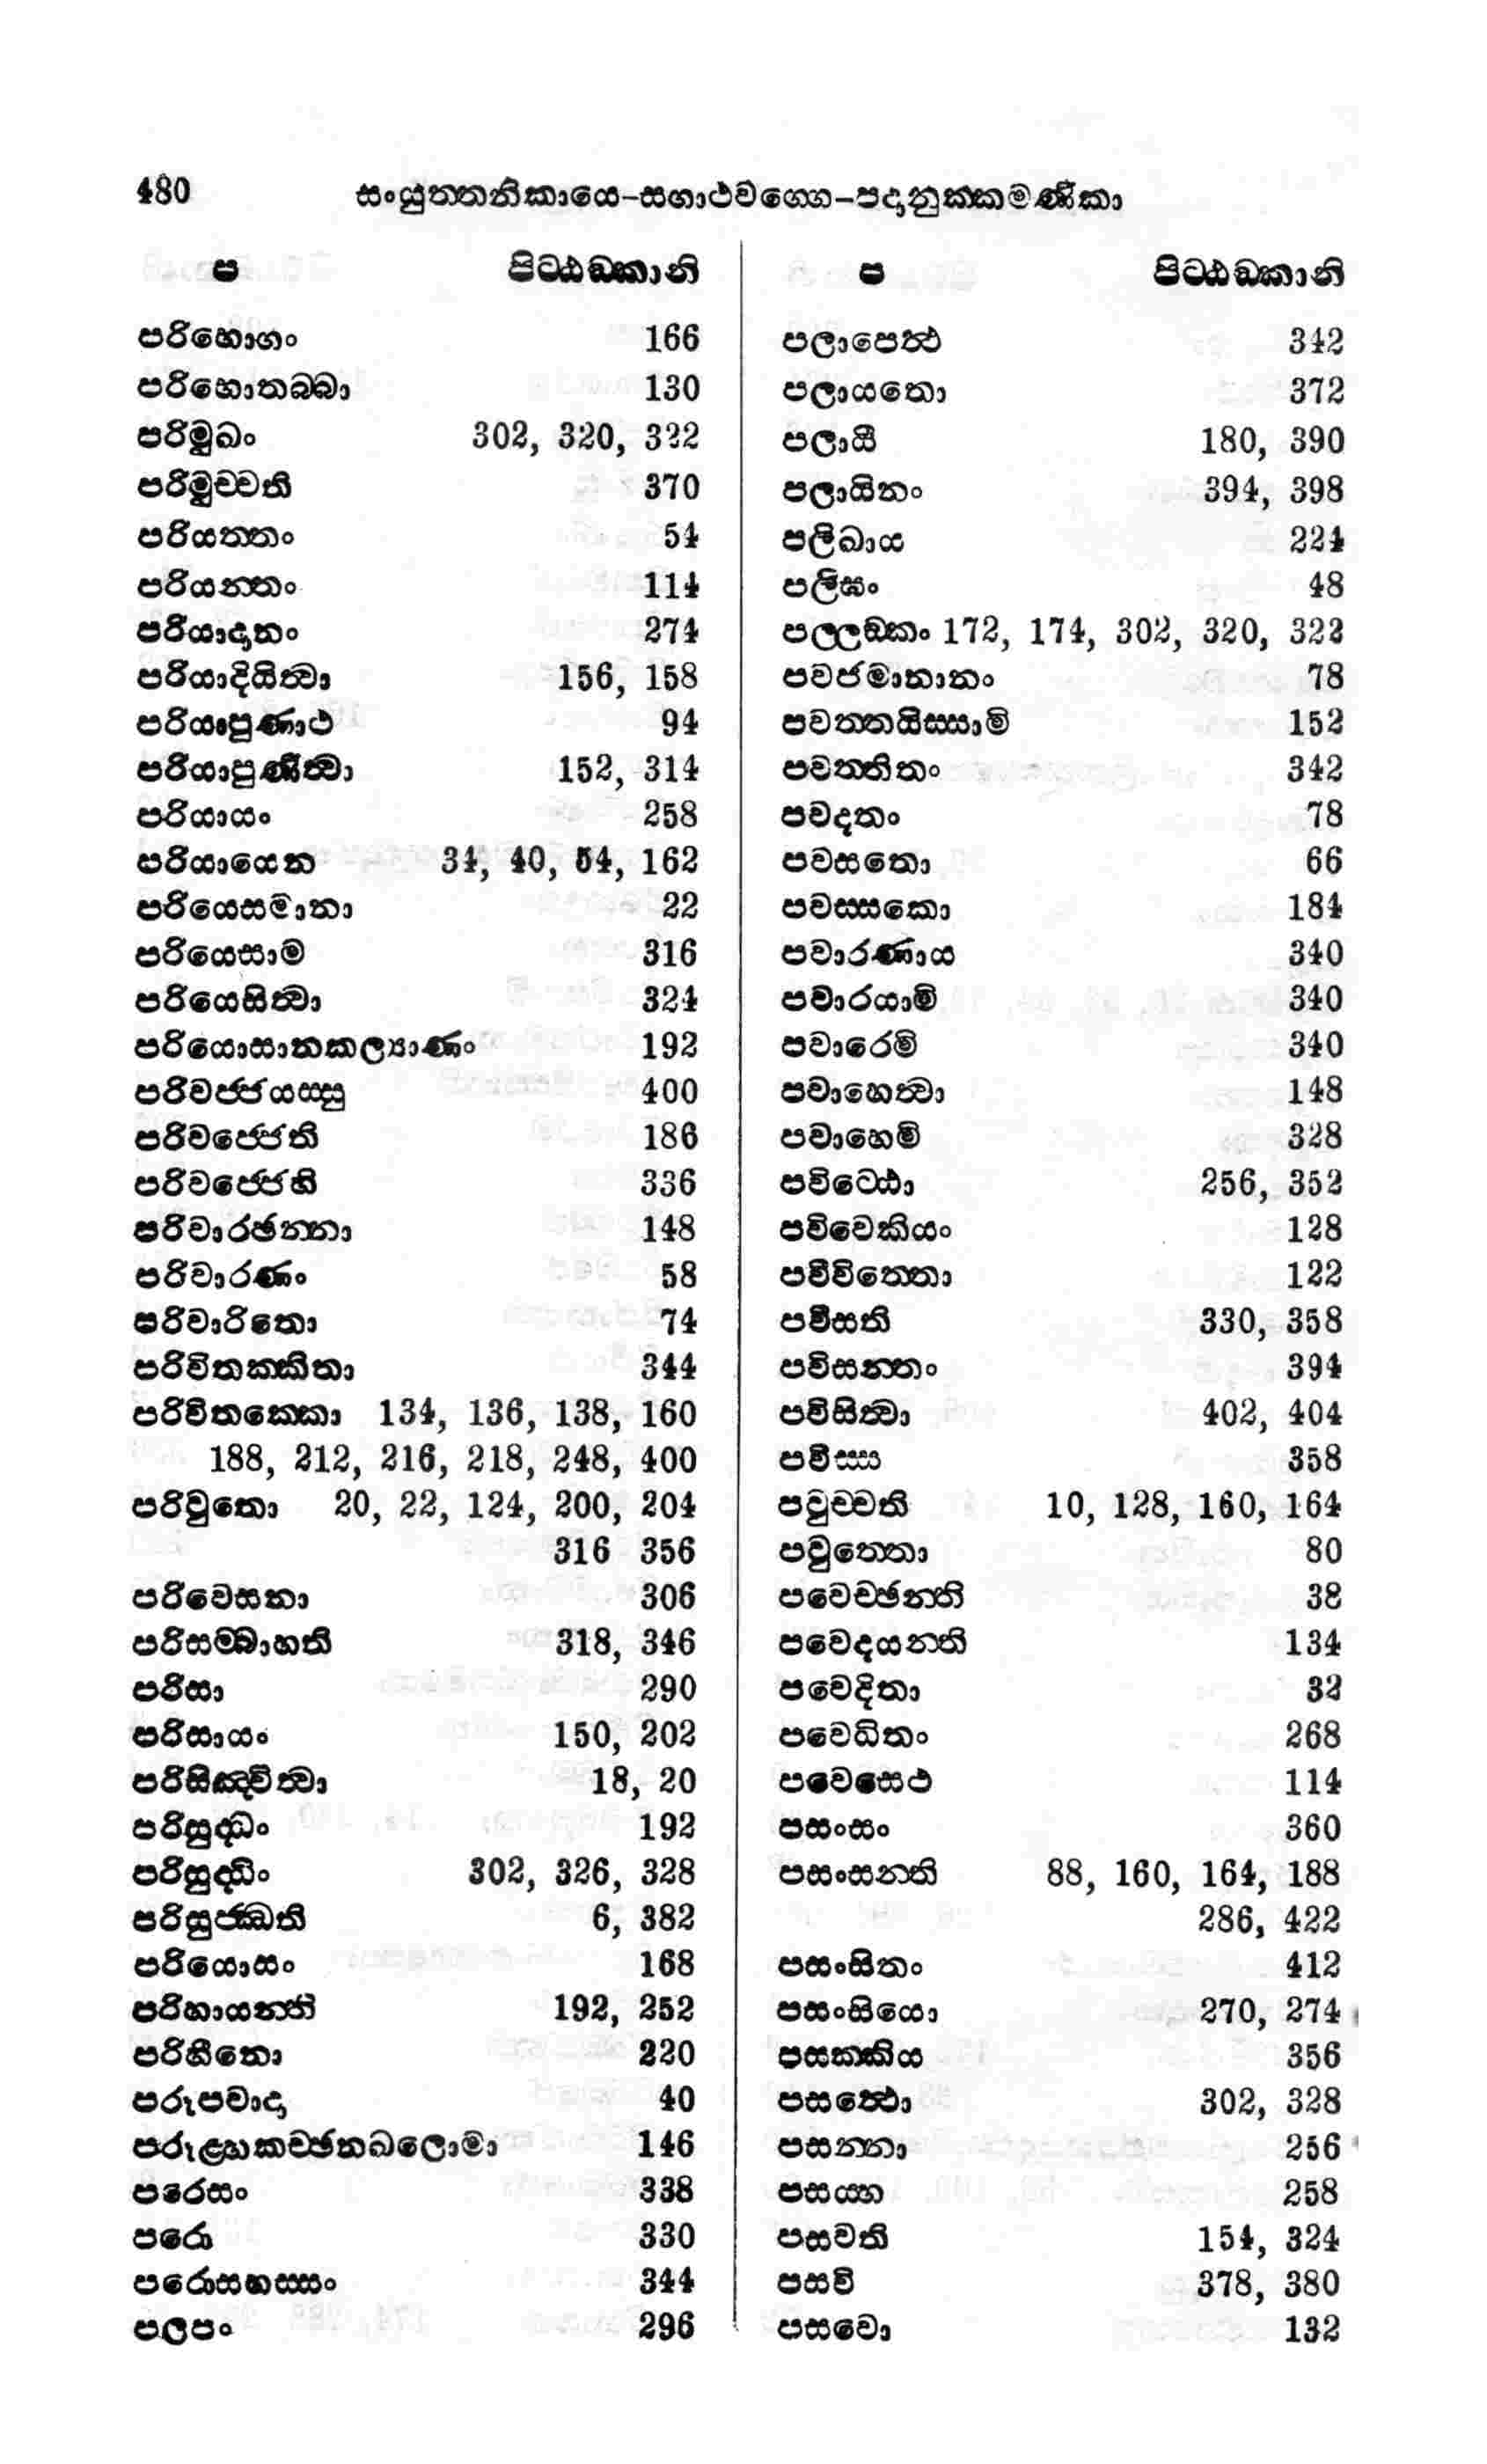 480 සංයුත්තනිකායෙ-සගාථවග්ගෙ-පදානුක්කමණිකා
ප පිට්ඨඞ්කානි
පරිභොගං 166
පරිභොතබ්බා 130
පරිමුඛං 302, 320, 322
පරිමුච්චති 370
පරියත්තං 54
පරියන්තං 114
පරියාදානං 274
පරියාදියිත්වා 156, 158
පරියාපුණාථ 94
පරියාපුණිත්වා 152, 314
පරියායං 258
පරියායෙන 34, 40, 54, 162
පරියෙසමානා 22
පරියෙසාම 316
පරියෙසිත්වා 324
පරියොසානකල්‍යාණං 192
පරිවජ්ජයස්සු 400
පරිවජ්ජෙති 186
පරිවජ්ජෙහි 336
පරිවාරඡන්නා 148
පරිවාරණං 58
පරිවාරිතො 74
පරිවිතක්කිතා 344
පරිවිතක්කො 134, 136, 138, 160
188, 212, 216, 218, 248, 400
පරිවුතො 20, 22, 124, 200, 204
316 356
පරිවෙසනා 306
පරිසම්බාහති 318, 346
පරිසා 290
පරිසායං 150, 202
පරිසිඤ්චිත්වා 18, 20
පරිසුද්ධං 192
පරිසුද්ධිං 302, 326, 328
පරිසුජ්ඣති 6, 382
පරියොසං 168
පරිහායන්ති 192, 252
පරිහීනො 220
පරූපවාදා 40
පරූළ්හකච්ඡනඛලොමා 146
පරෙසං 338
පරො 330
පරොසහස්සං 344
පලපං 296
ප පිට්ඨඞ්කානි
පලාපෙත්ථ 342
පලායතො 372
පලායී 180, 390
පලායිනං 394, 398
පලිඛාය 224
පලිඝං 48
පල්ලඞ්කං 172, 174, 302, 320, 322
පවජමානානං 78
පවත්තයිස්සාමි 152
පවත්තිතං 342
පවදතං 78
පවසතො 66
පවස්සකො 184
පවාරණාය 340
පවාරයාමි 340
පවාරෙමි 340
පවාහෙත්වා 148
පවාහෙමි 328
පවිට්ඨො 256, 352
පවිවෙකියං 128
පවිවිත්තො 122
පවිසති 330, 358
පවිසන්තං 394
පවිසිත්වා 402, 404
පවිස්ස 358
පවුච්චති 10, 128, 160, 164
පවුත්තො 80
පවෙච්ඡන්ති 38
පවෙදයන්ති 134
පවෙදිතා 32
පවෙධිතං 268
පවෙසෙථ 114
පසංසං 360
පසංසන්ති 88, 160, 164, 188
286, 422
පසංසිතං 412
පසංසියො 270, 274
පසක්කිය 356
පසත්ථො 302, 328
පසන්නා 256
පසය්හ 258
පසවති 154, 324
පසවි 378, 380
පසවො 132